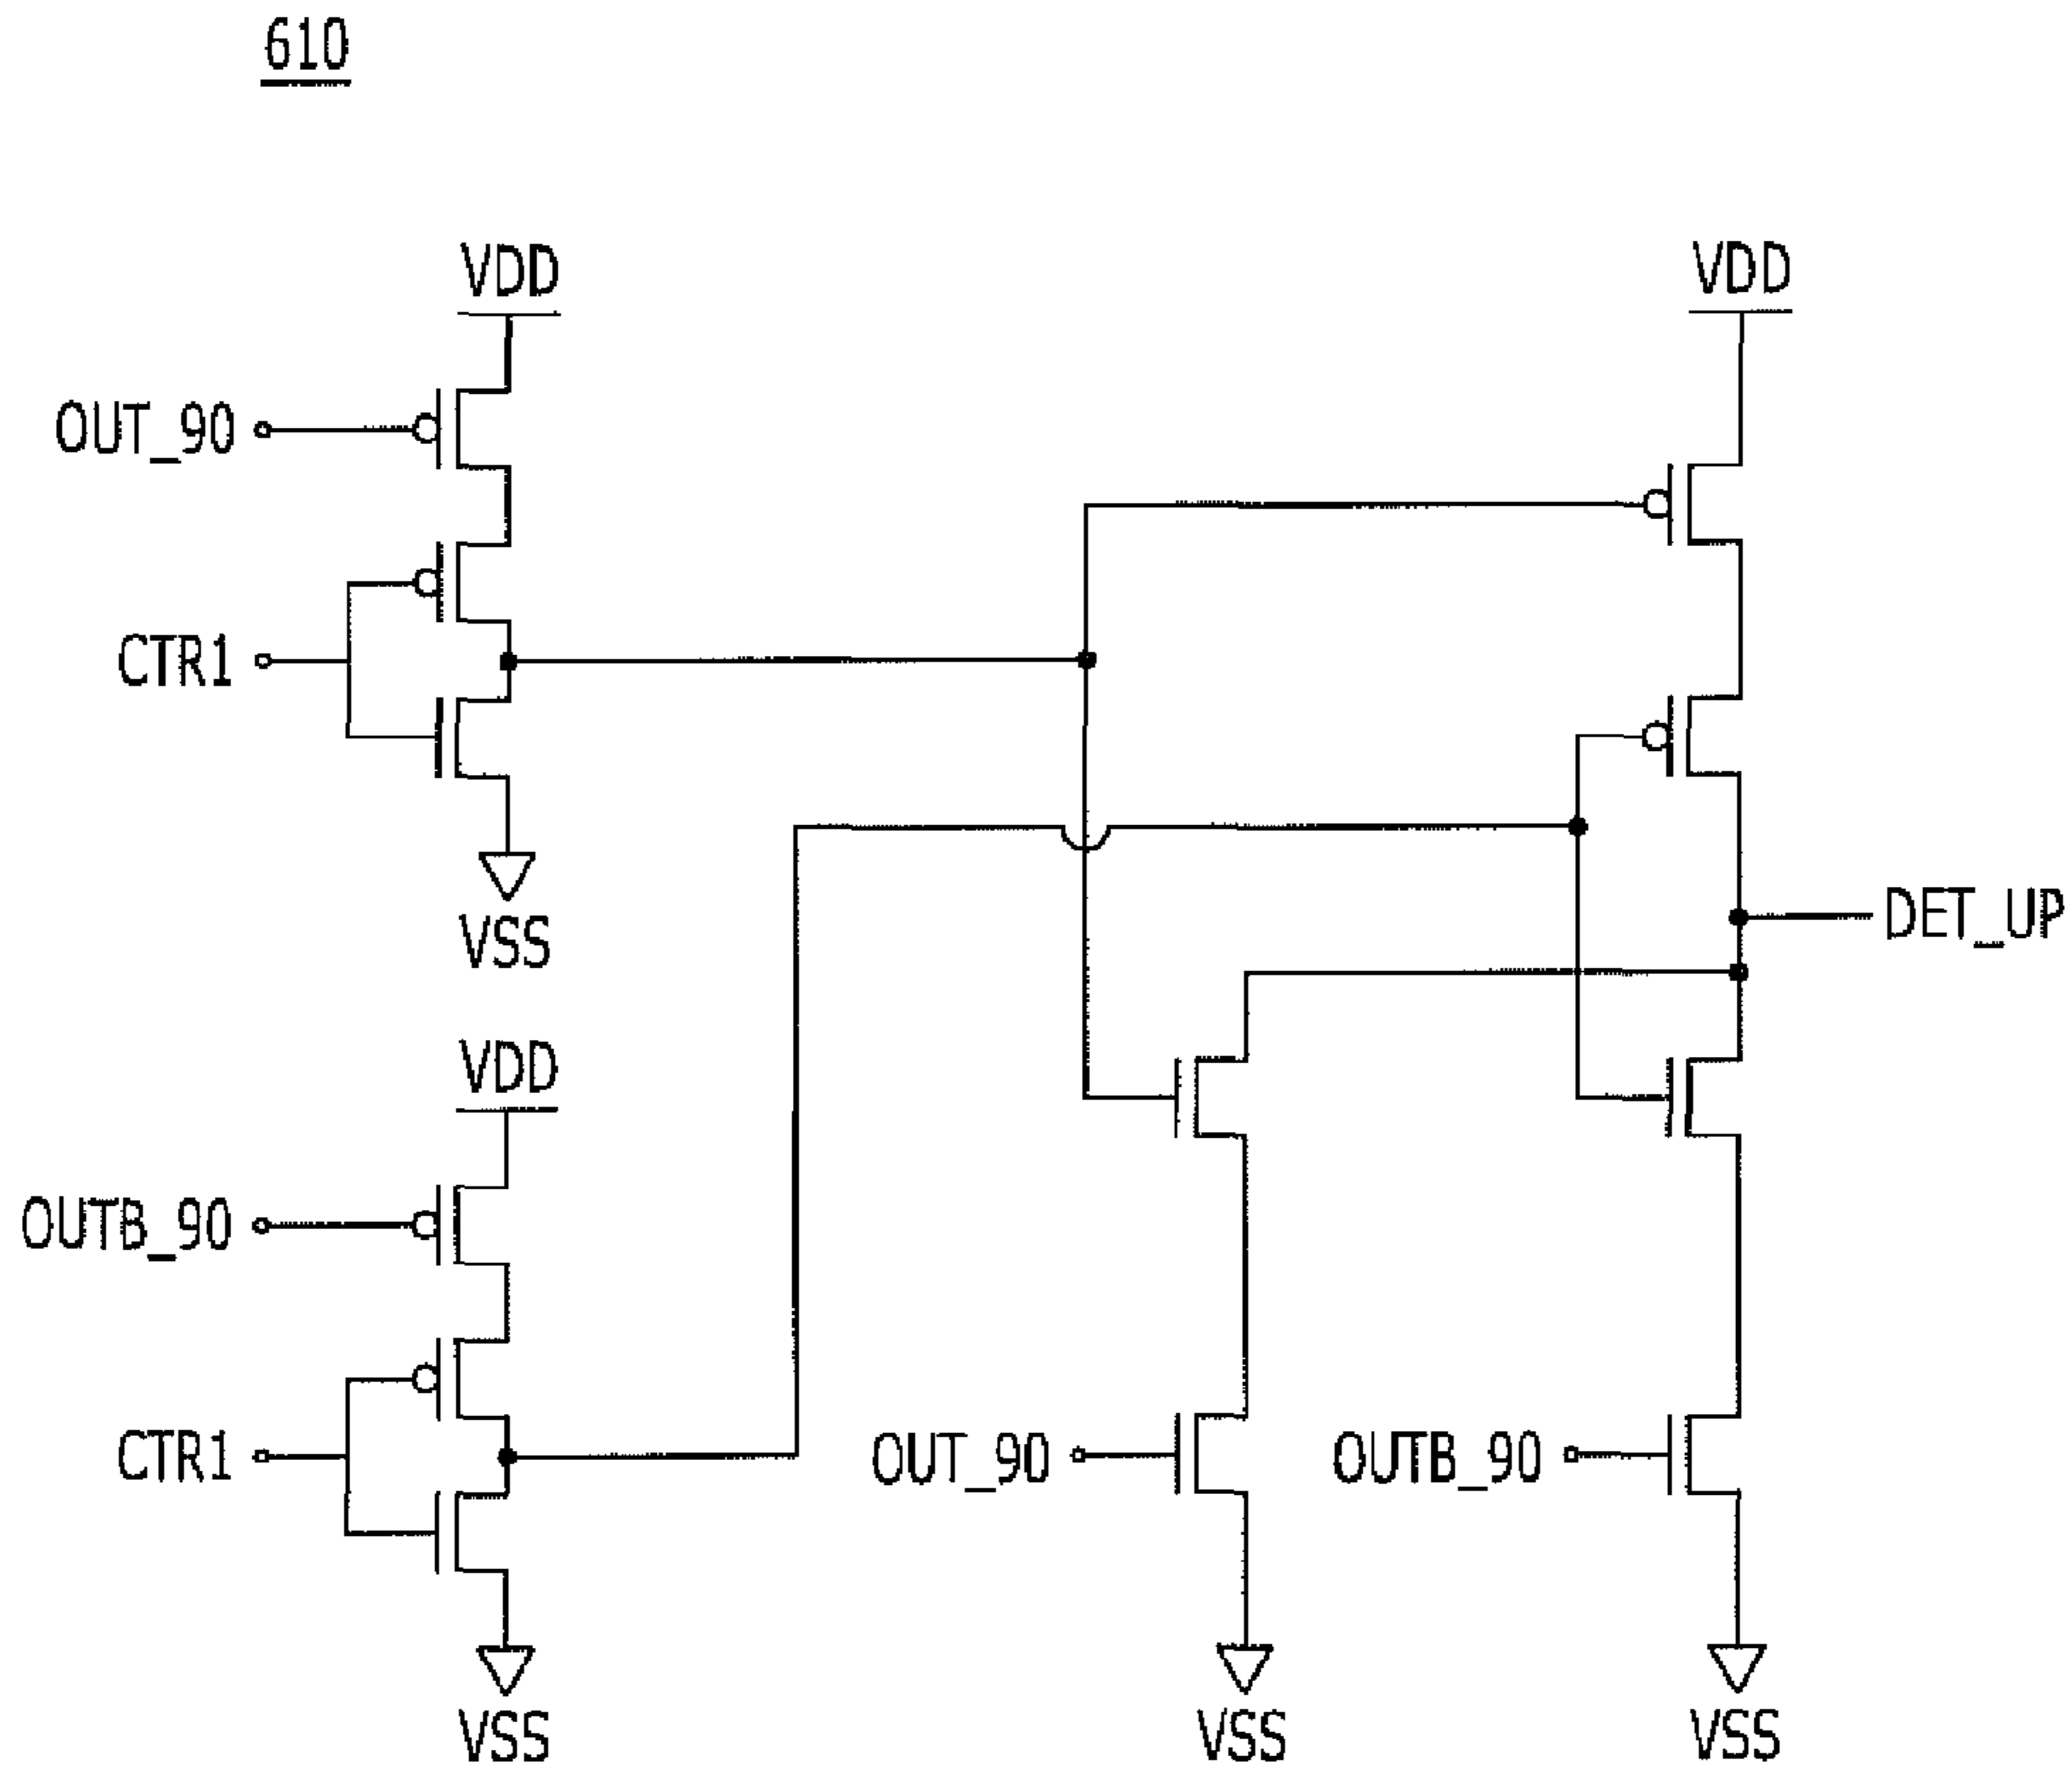 610
VDD
VDD
OUT_90
CTR1
VSS
DET_UP
VDD
OUTB_90
CTR1
OUT_90
OUTB_90
VSS
VSS
VSS